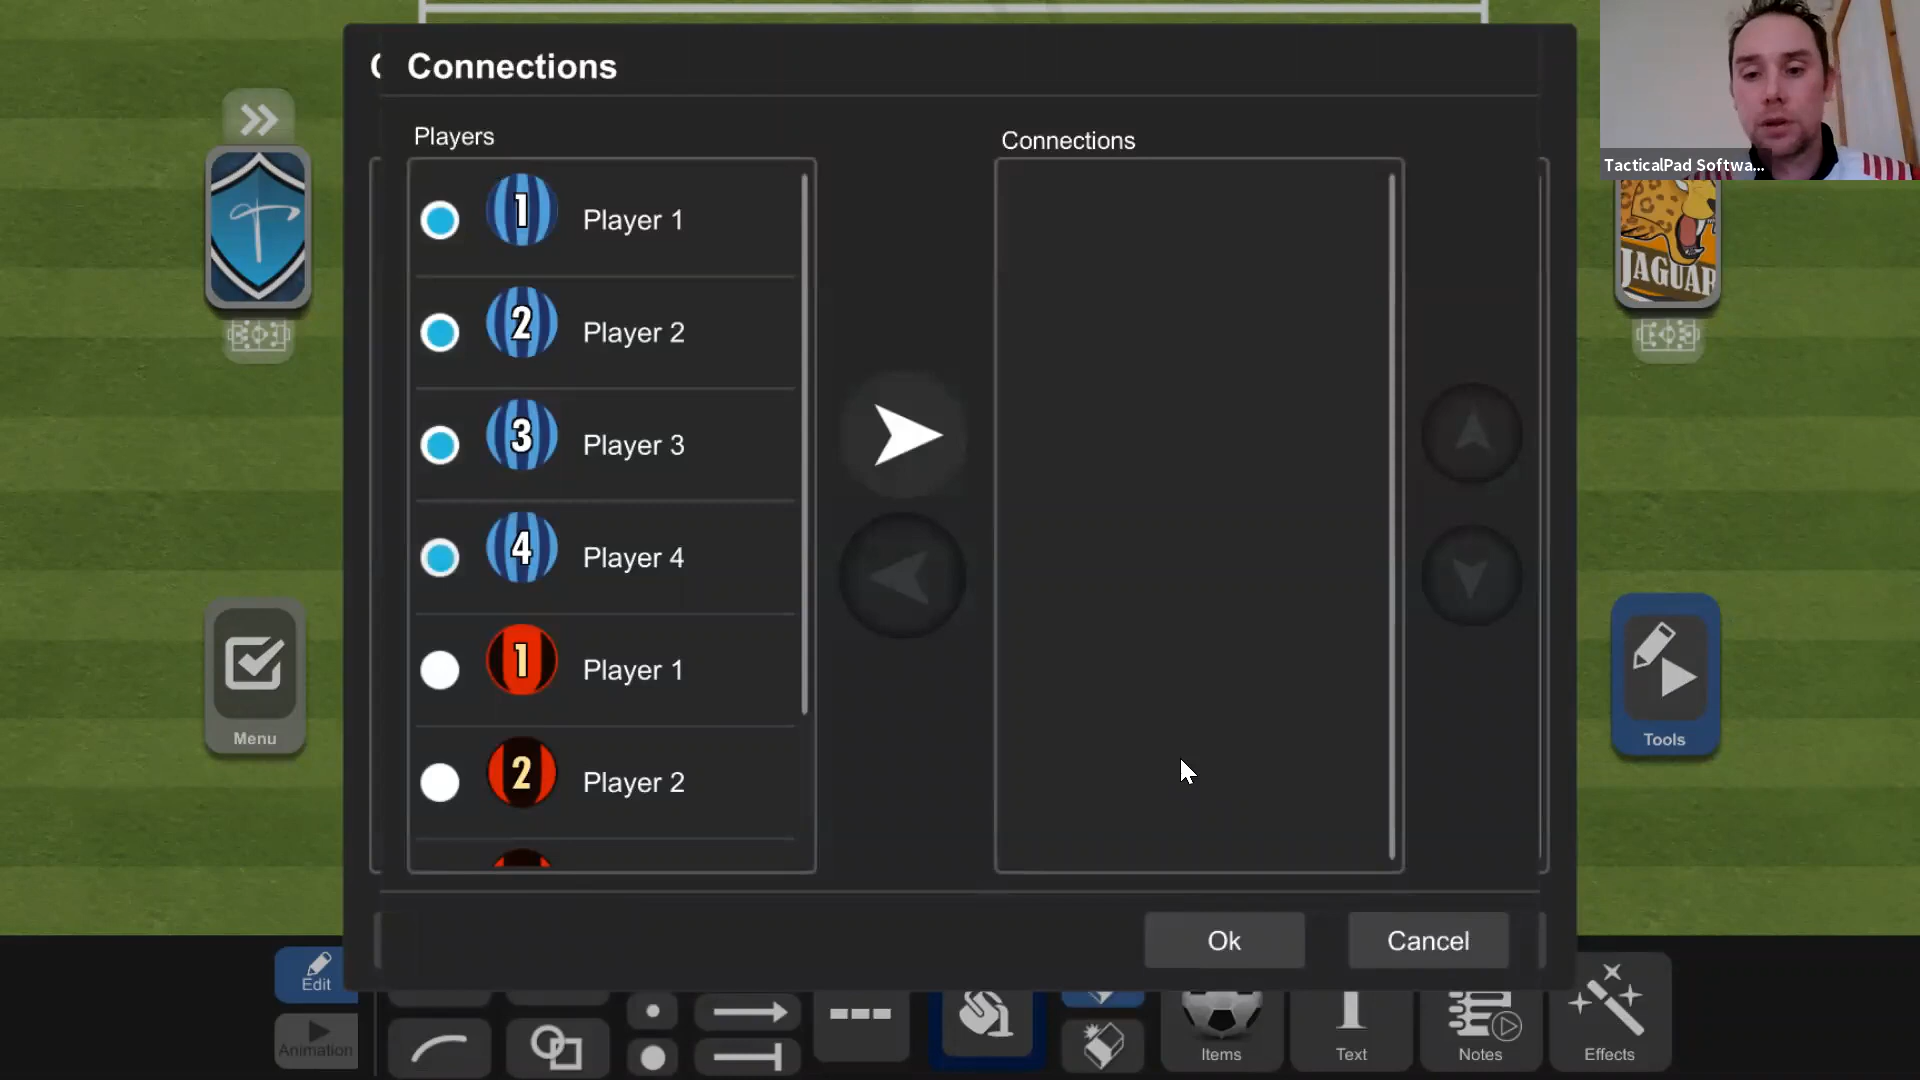 Connections
Players
Connections
1 Player 1
2 Player 2
3 Player 3
4 Player 4
1 Player 1
2 Player 2
Ok
Cancel
TacticalPad Softwa...
JAGUAR
Menu
Tools
Edit
Animation
Items
Text
Notes
Effects